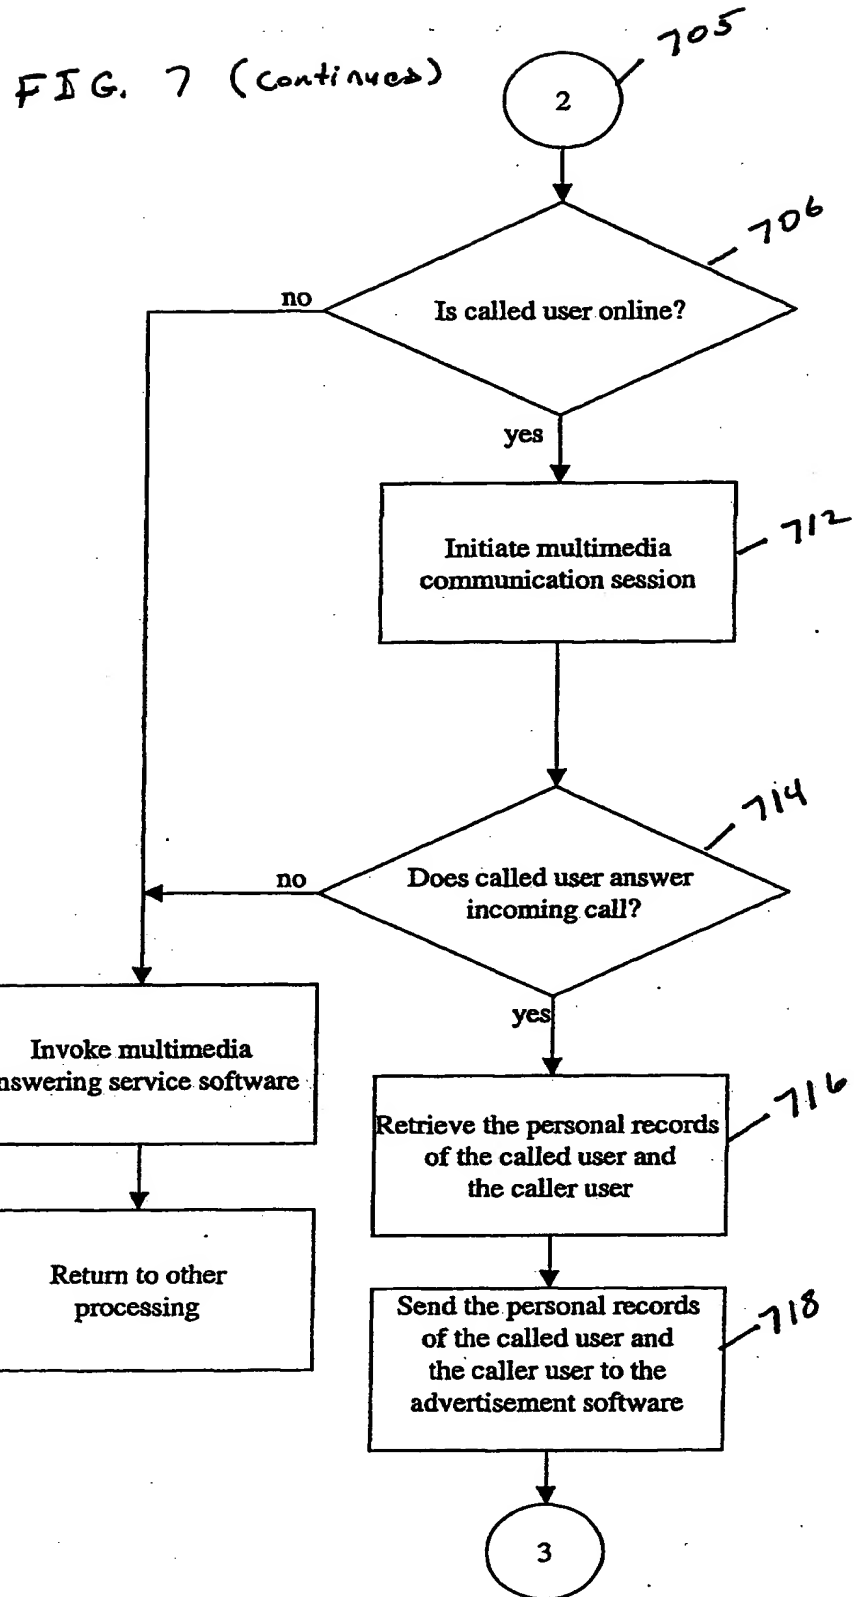 FIG. 7 (continues)
705
2
706
no
Is called user online?
yes
712
Initiate multimedia
communication session
714
no
Does called user answer
incoming call?
yes
Invoke multimedia
nswering service software
716
Retrieve the personal records
of the called user and
the caller user
Return to other
processing
718
Send the personal records
of the called user and
the caller user to the
advertisement software
3